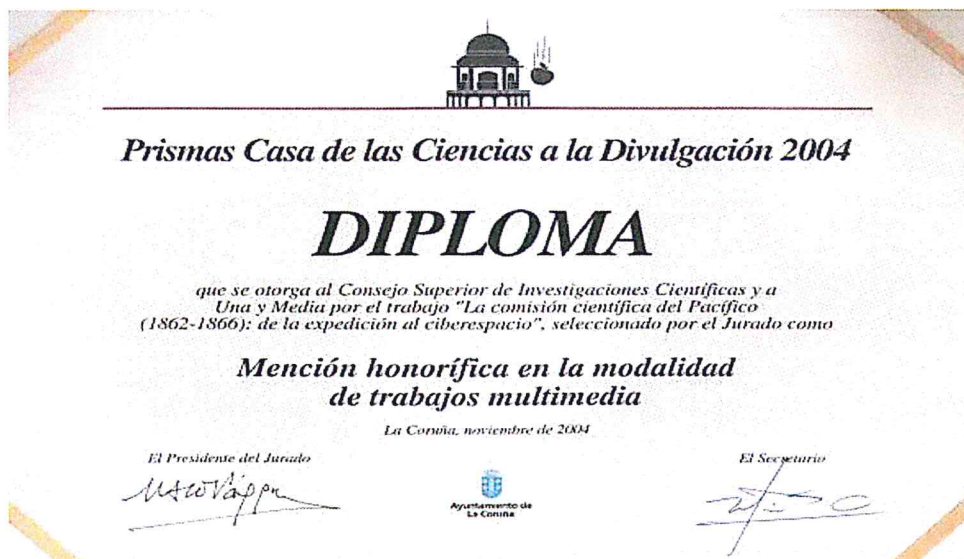 Prismas Casa de las Ciencias a la Divulgación 2004
DIPLOMA
que se otorga al Consejo Superior de Investigaciones Científicas y a
Una y Media por el trabajo "La comisión científica del Pacífico
(1862-1866): de la expedición al ciberespacio", seleccionado por el Jurado como
Mención honorífica en la modalidad
de trabajos multimedia
La Coruña, noviembre de 2004
El Presidente del Jurado
El Secretario
Ayuntamiento de
La Coruña